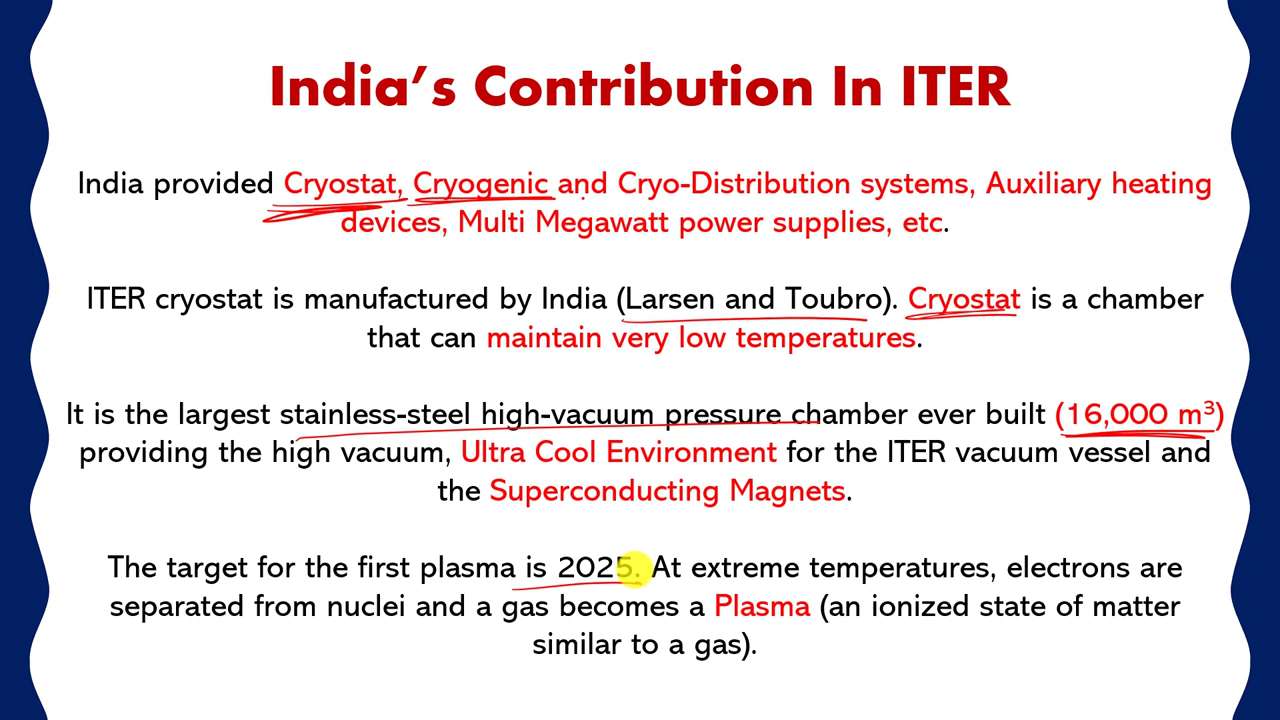 India’s Contribution In ITER
India provided Cryostat, Cryogenic and Cryo-Distribution systems, Auxiliary heating
devices, Multi Megawatt power supplies, etc.
ITER cryostat is manufactured by India (Larsen and Toubro). Cryostat is a chamber
that can maintain very low temperatures.
It is the largest stainless-steel high-vacuum pressure chamber ever built (16,000 m³)
providing the high vacuum, Ultra Cool Environment for the ITER vacuum vessel and
the Superconducting Magnets.
The target for the first plasma is 2025. At extreme temperatures, electrons are
separated from nuclei and a gas becomes a Plasma (an ionized state of matter
similar to a gas).